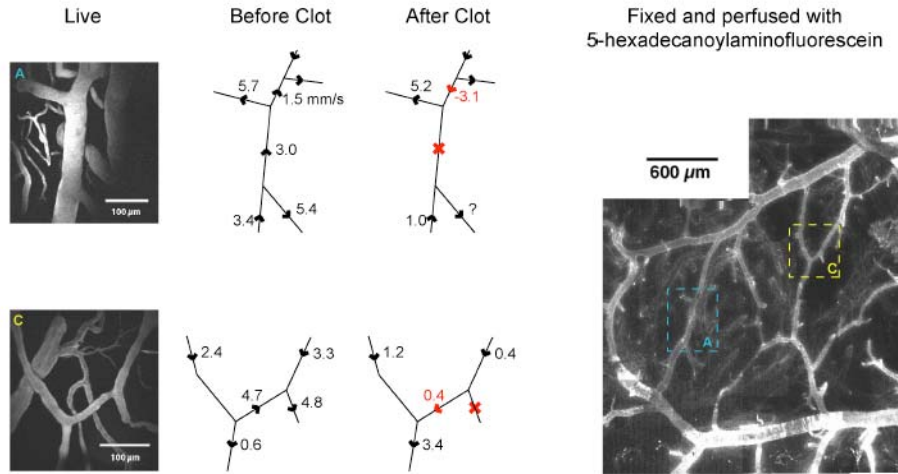 Live
Before Clot
After Clot
Fixed and perfused with
5-hexadecanoylaminofluorescein
A
100 µm
5.7
1.5 mm/s
3.0
3.4
5.4
5.2
-3.1
1.0
?
600 µm
A
C
C
100 µm
2.4
3.3
4.7
4.8
0.6
1.2
0.4
0.4
3.4